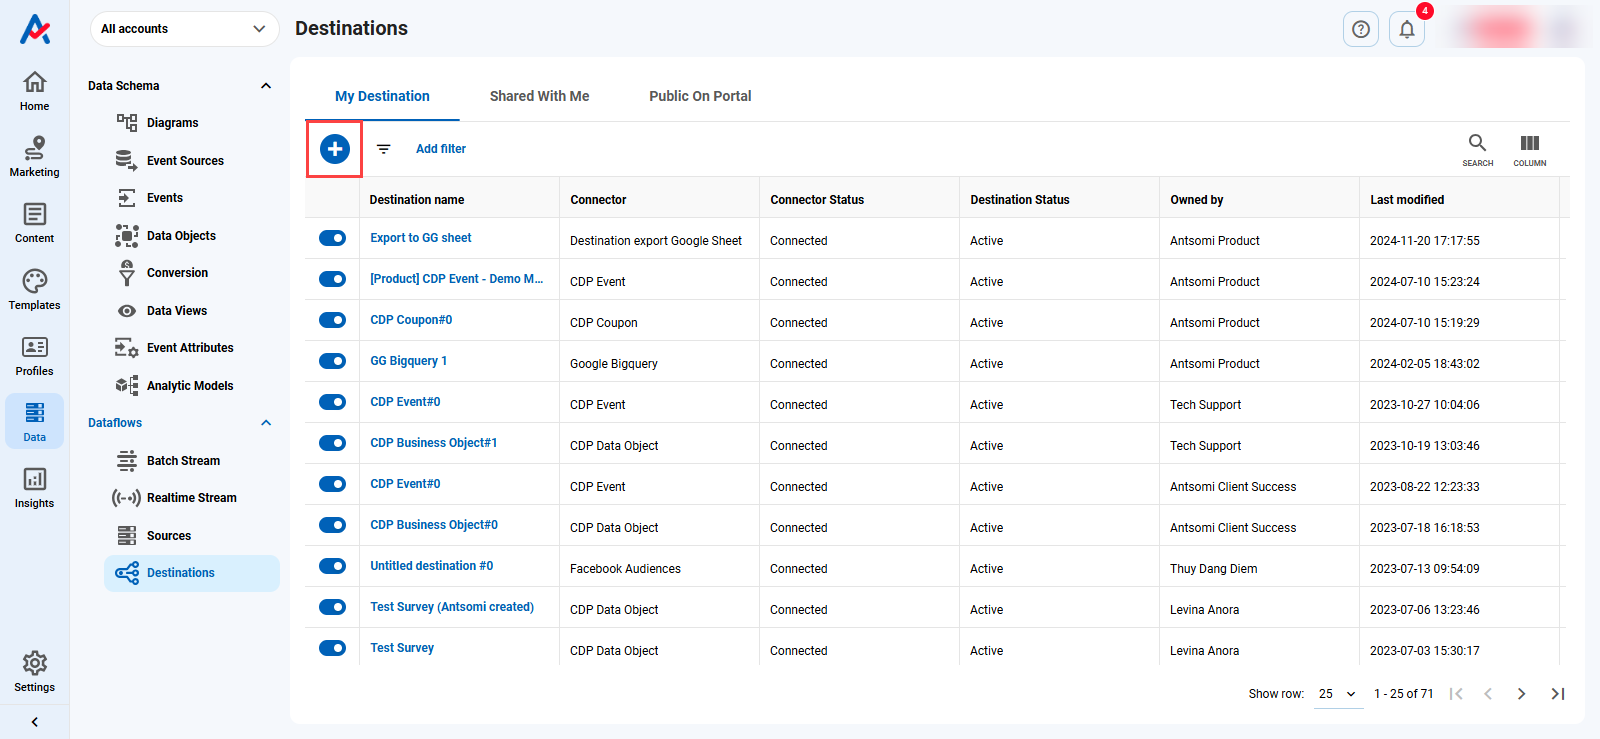 All accounts
Destinations
4
Home
Marketing
Content
Templates
Profiles
Data
Insights
Settings
Data Schema
Diagrams
Event Sources
Events
Data Objects
Conversion
Data Views
Event Attributes
Analytic Models
Dataflows
Batch Stream
Realtime Stream
Sources
Destinations
My Destination Shared With Me Public On Portal
Add filter
SEARCH COLUMN
Destination name Connector Connector Status Destination Status Owned by Last modified
Export to GG sheet Destination export Google Sheet Connected Active Antsomi Product 2024-11-20 17:17:55
[Product] CDP Event - Demo M... CDP Event Connected Active Antsomi Product 2024-07-10 15:23:24
CDP Coupon#0 CDP Coupon Connected Active Antsomi Product 2024-07-10 15:19:29
GG Bigquery 1 Google Bigquery Connected Active Antsomi Product 2024-02-05 18:43:02
CDP Event#0 CDP Event Connected Active Tech Support 2023-10-27 10:04:06
CDP Business Object#1 CDP Data Object Connected Active Tech Support 2023-10-19 13:03:46
CDP Event#0 CDP Event Connected Active Antsomi Client Success 2023-08-22 12:23:33
CDP Business Object#0 CDP Data Object Connected Active Antsomi Client Success 2023-07-18 16:18:53
Untitled destination #0 Facebook Audiences Connected Active Thuy Dang Diem 2023-07-13 09:54:09
Test Survey (Antsomi created) CDP Data Object Connected Active Levina Anora 2023-07-06 13:23:46
Test Survey CDP Data Object Connected Active Levina Anora 2023-07-03 15:30:17
Show row: 25 1 - 25 of 71